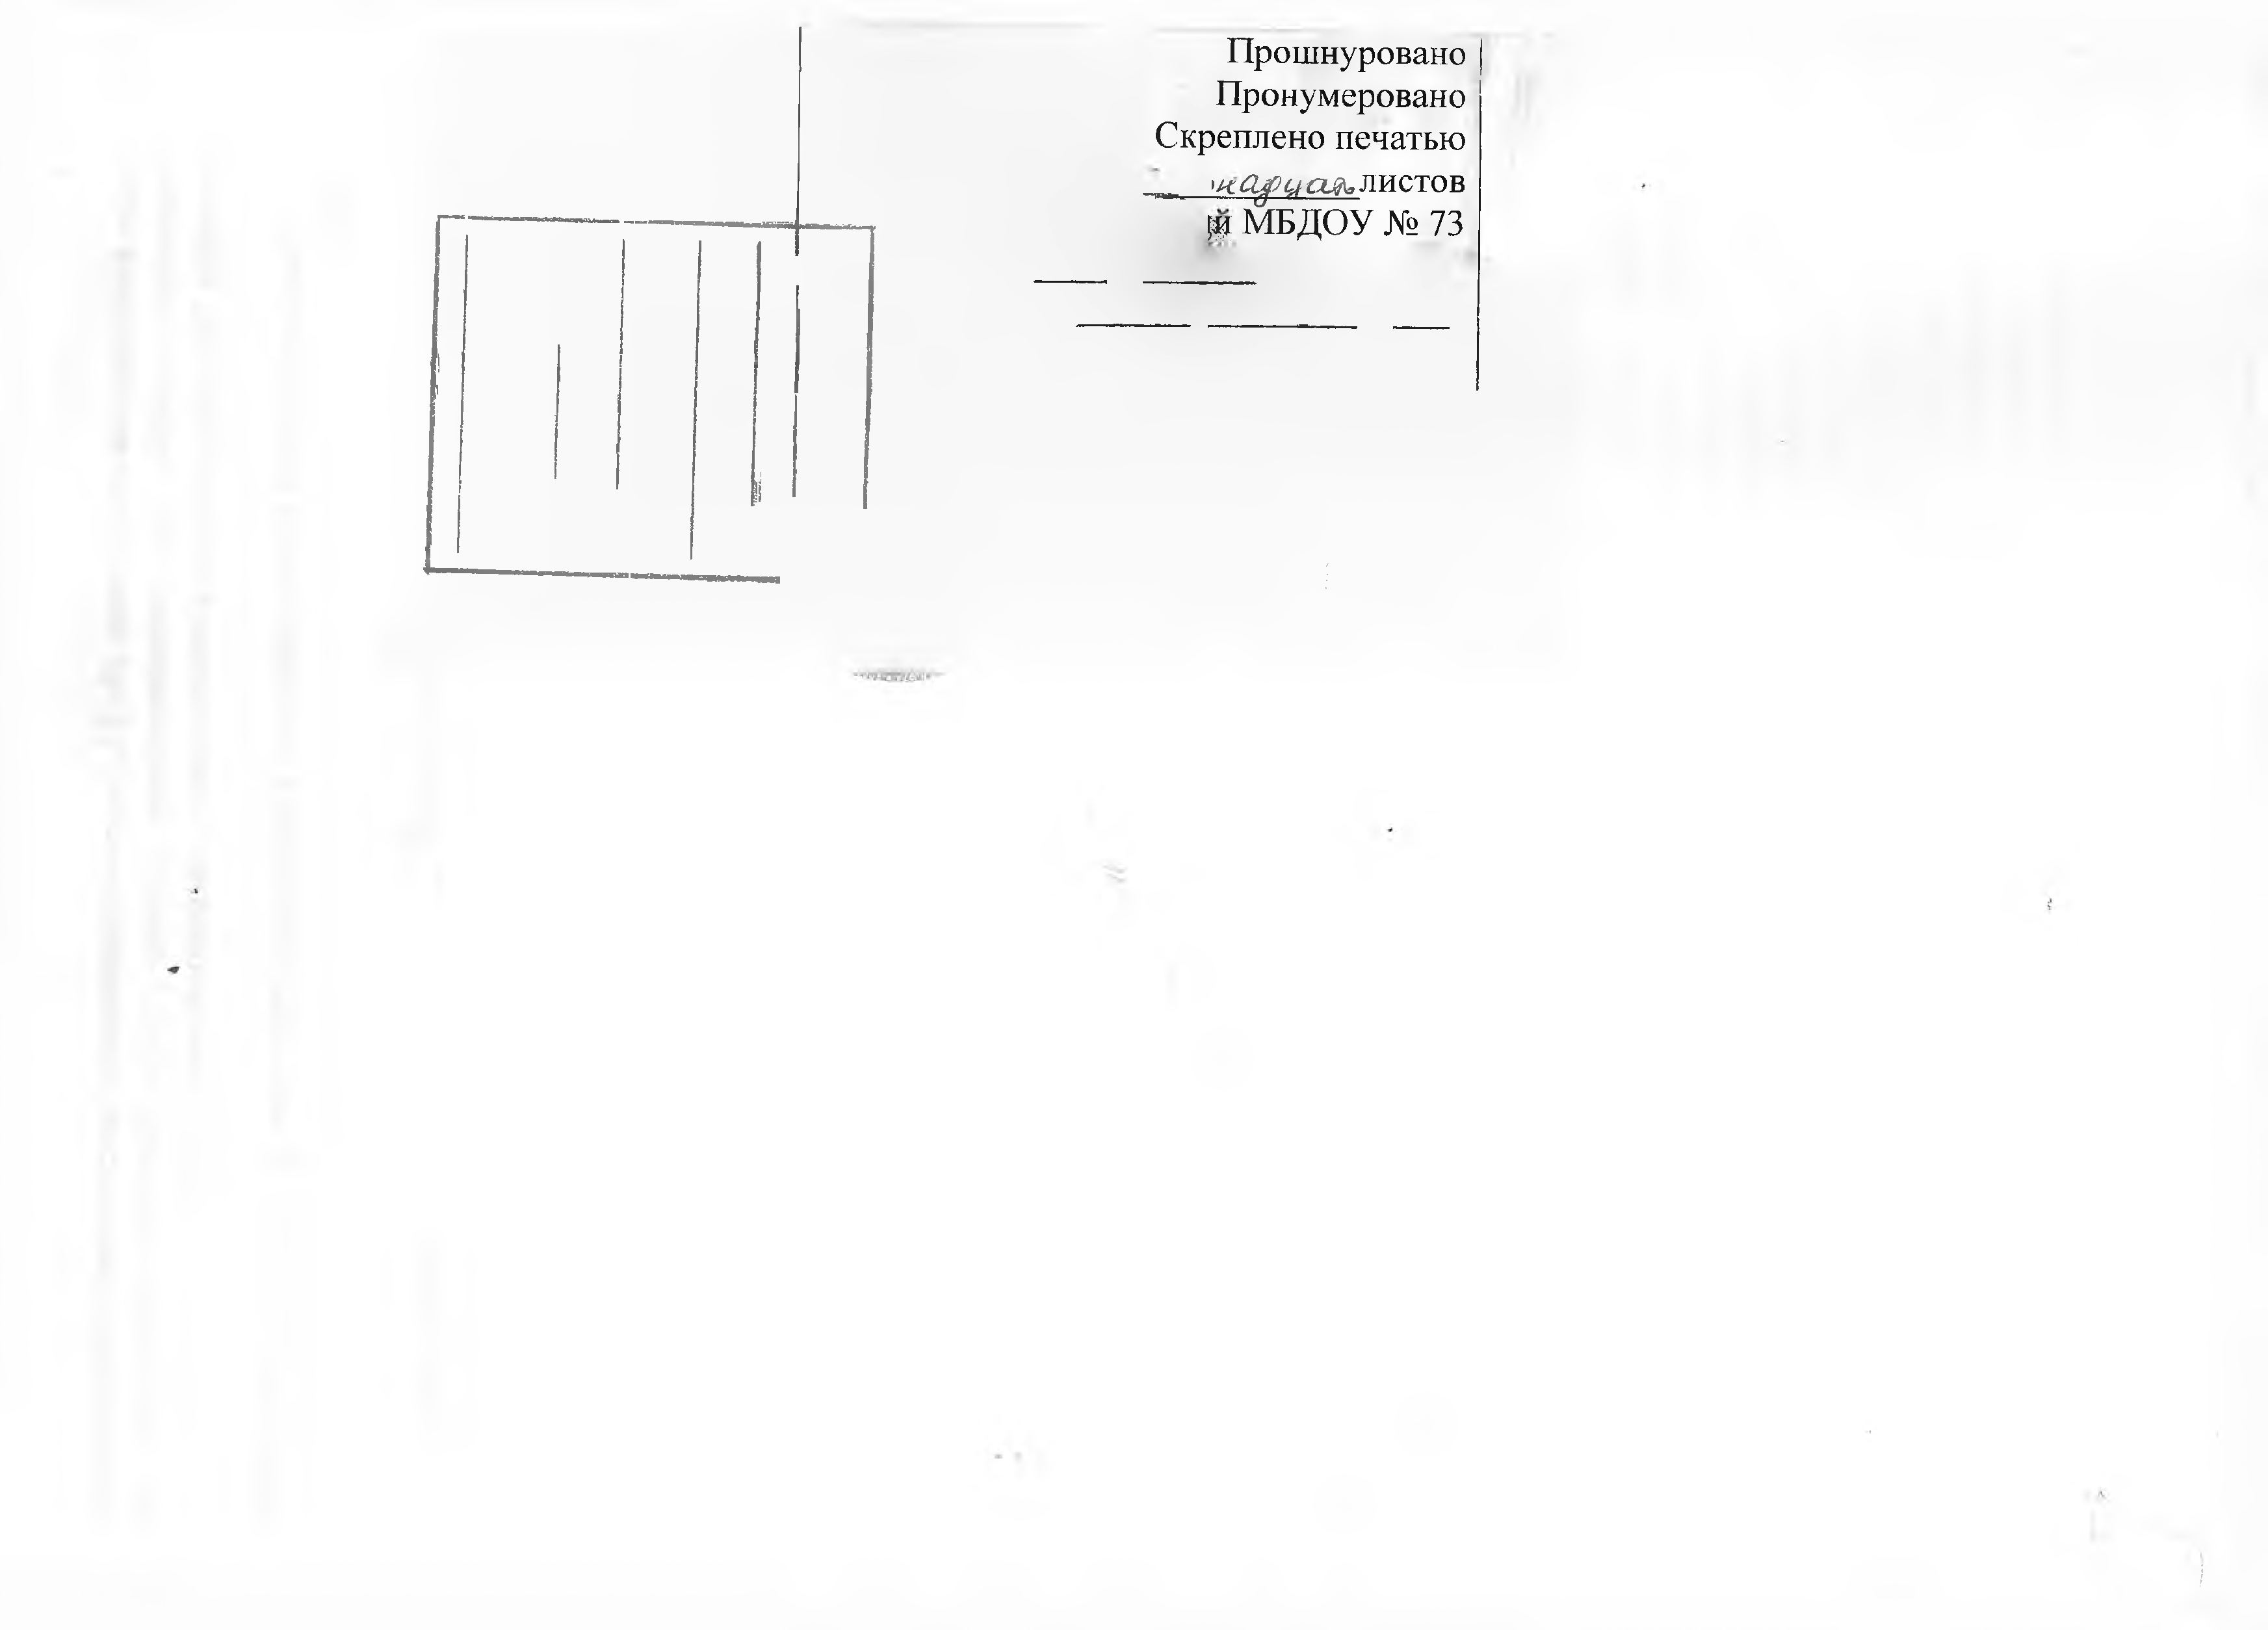 Прошнуровано
Пронумеровано
Скреплено печатью
листов
й МБДОУ № 73